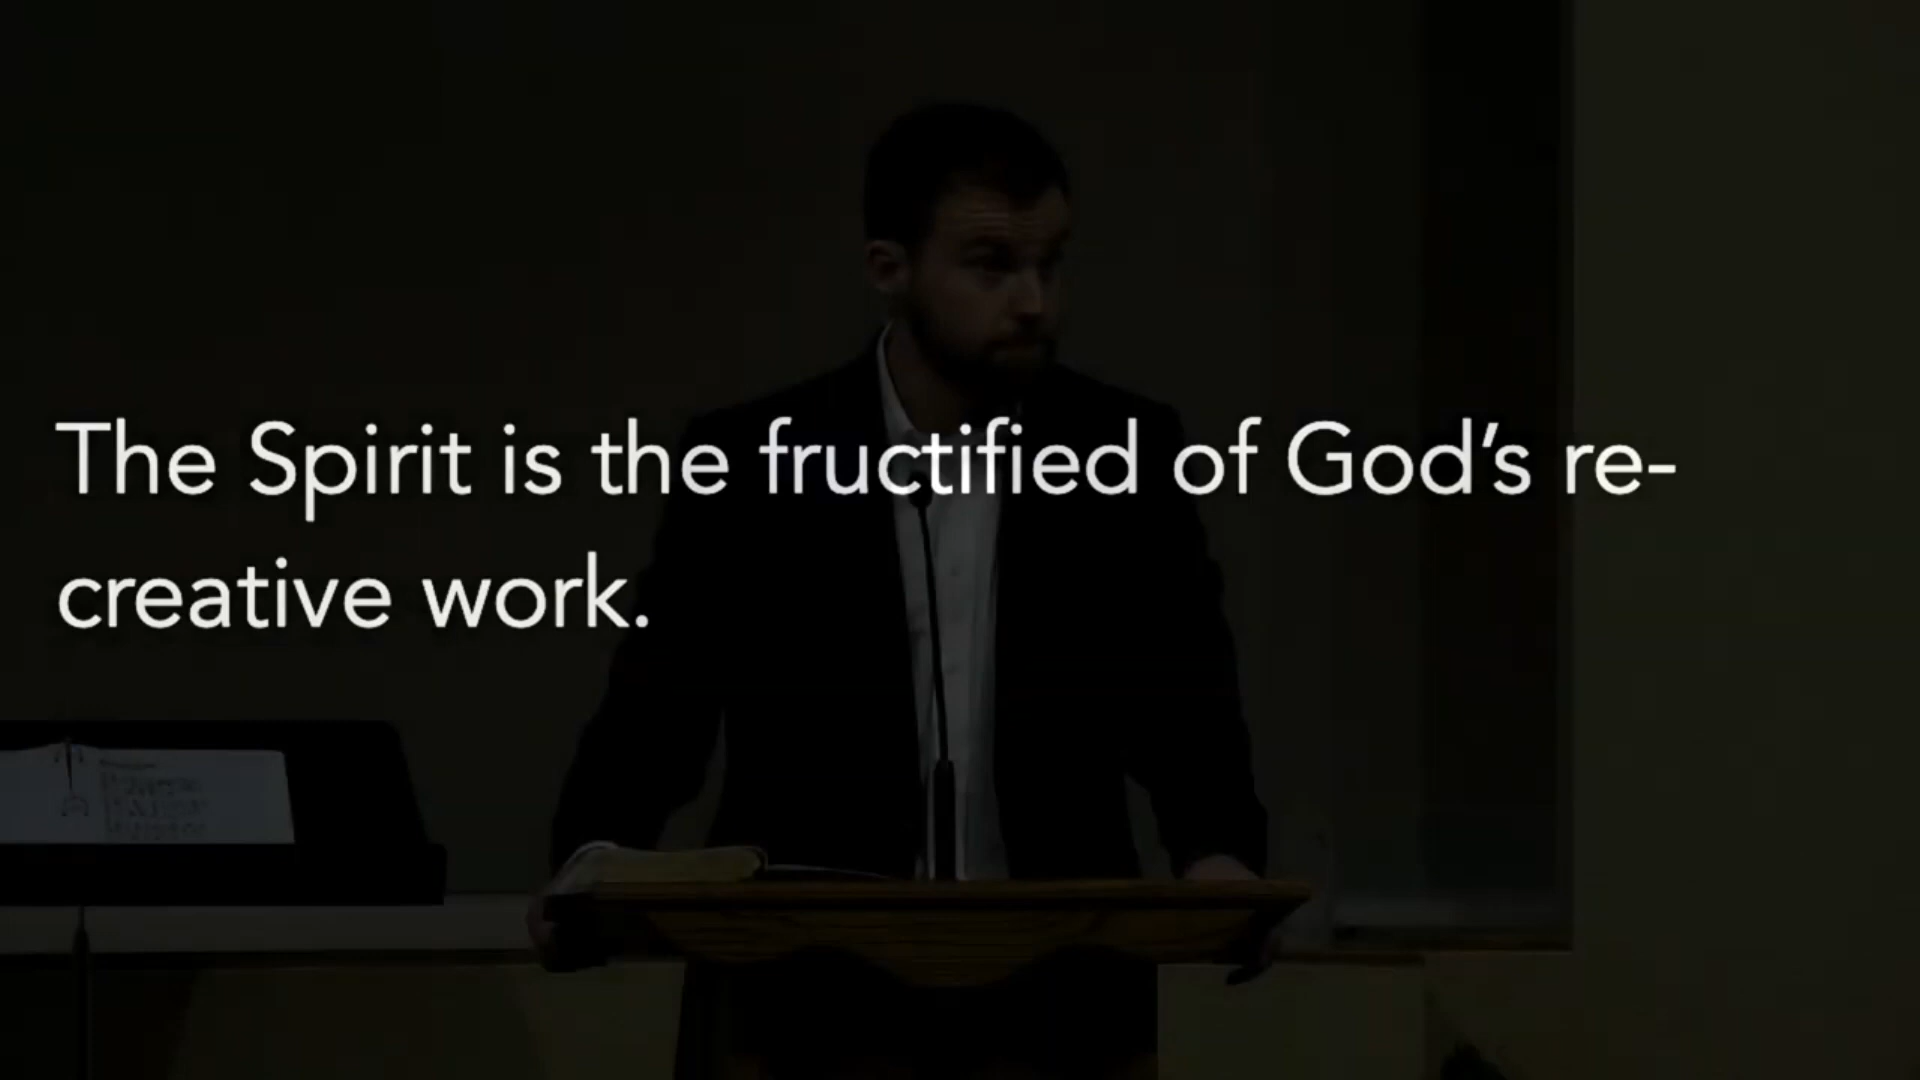 The Spirit is the fructified of God’s re-
creative work.